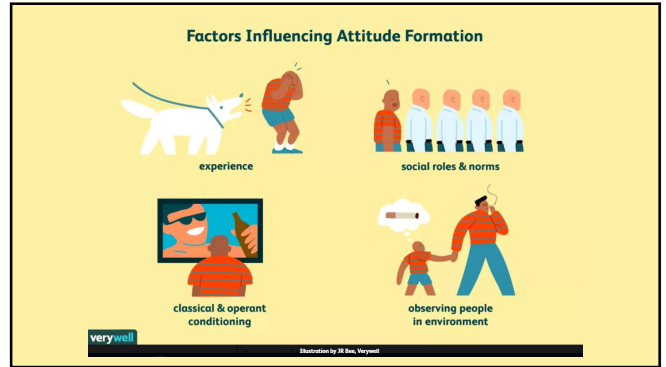 Factors Influencing Attitude Formation
experience
social roles & norms
classical & operant
conditioning
observing people
in environment
verywell
Illustration by JR Bee, Verywell